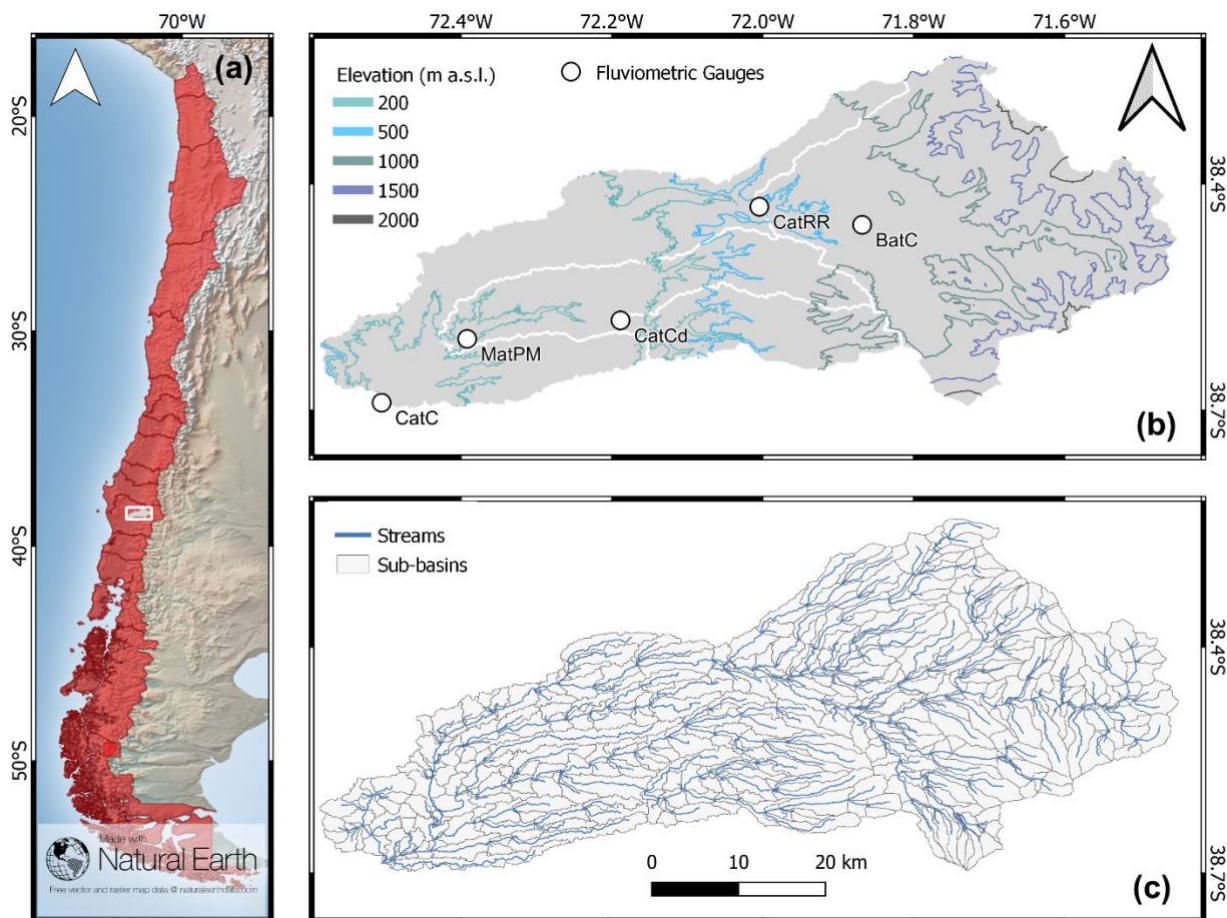 70°W
(a)
20°S
30°S
40°S
50°S
Made with
Natural Earth
Free vector and raster map data @ naturalearthdata.com
72.4°W
72.2°W
72.0°W
71.8°W
71.6°W
Elevation (m a.s.l.)
Fluviometric Gauges
200
500
1000
1500
2000
38.4°S
CatRR
BatC
CatCd
MatPM
CatC
38.7°S
(b)
Streams
Sub-basins
38.4°S
0 10 20 km
38.7°S
(c)